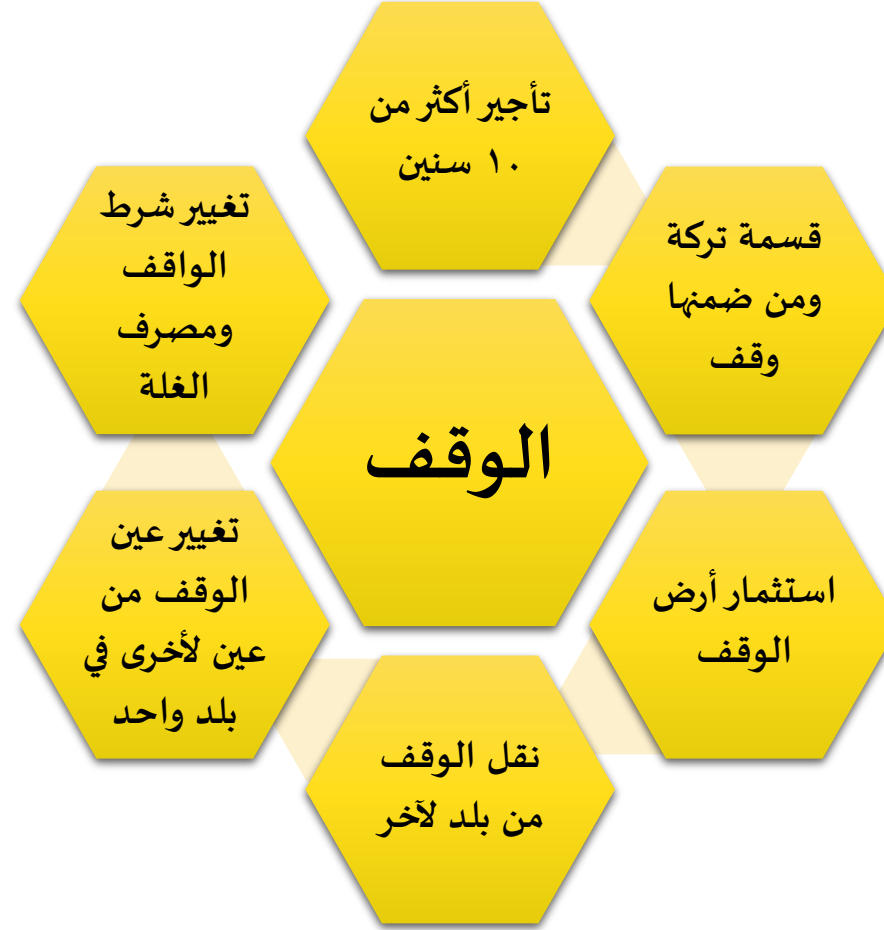 تأجير أكثر من
١٠ سنين
قسمة تركة
ومن ضمنها
وقف
استثمار أرض
الوقف
نقل الوقف
من بلد لآخر
تغيير عين
الوقف من
عين لأخرى في
بلد واحد
تغيير شرط
الواقف
ومصرف
الغلة
الوقف